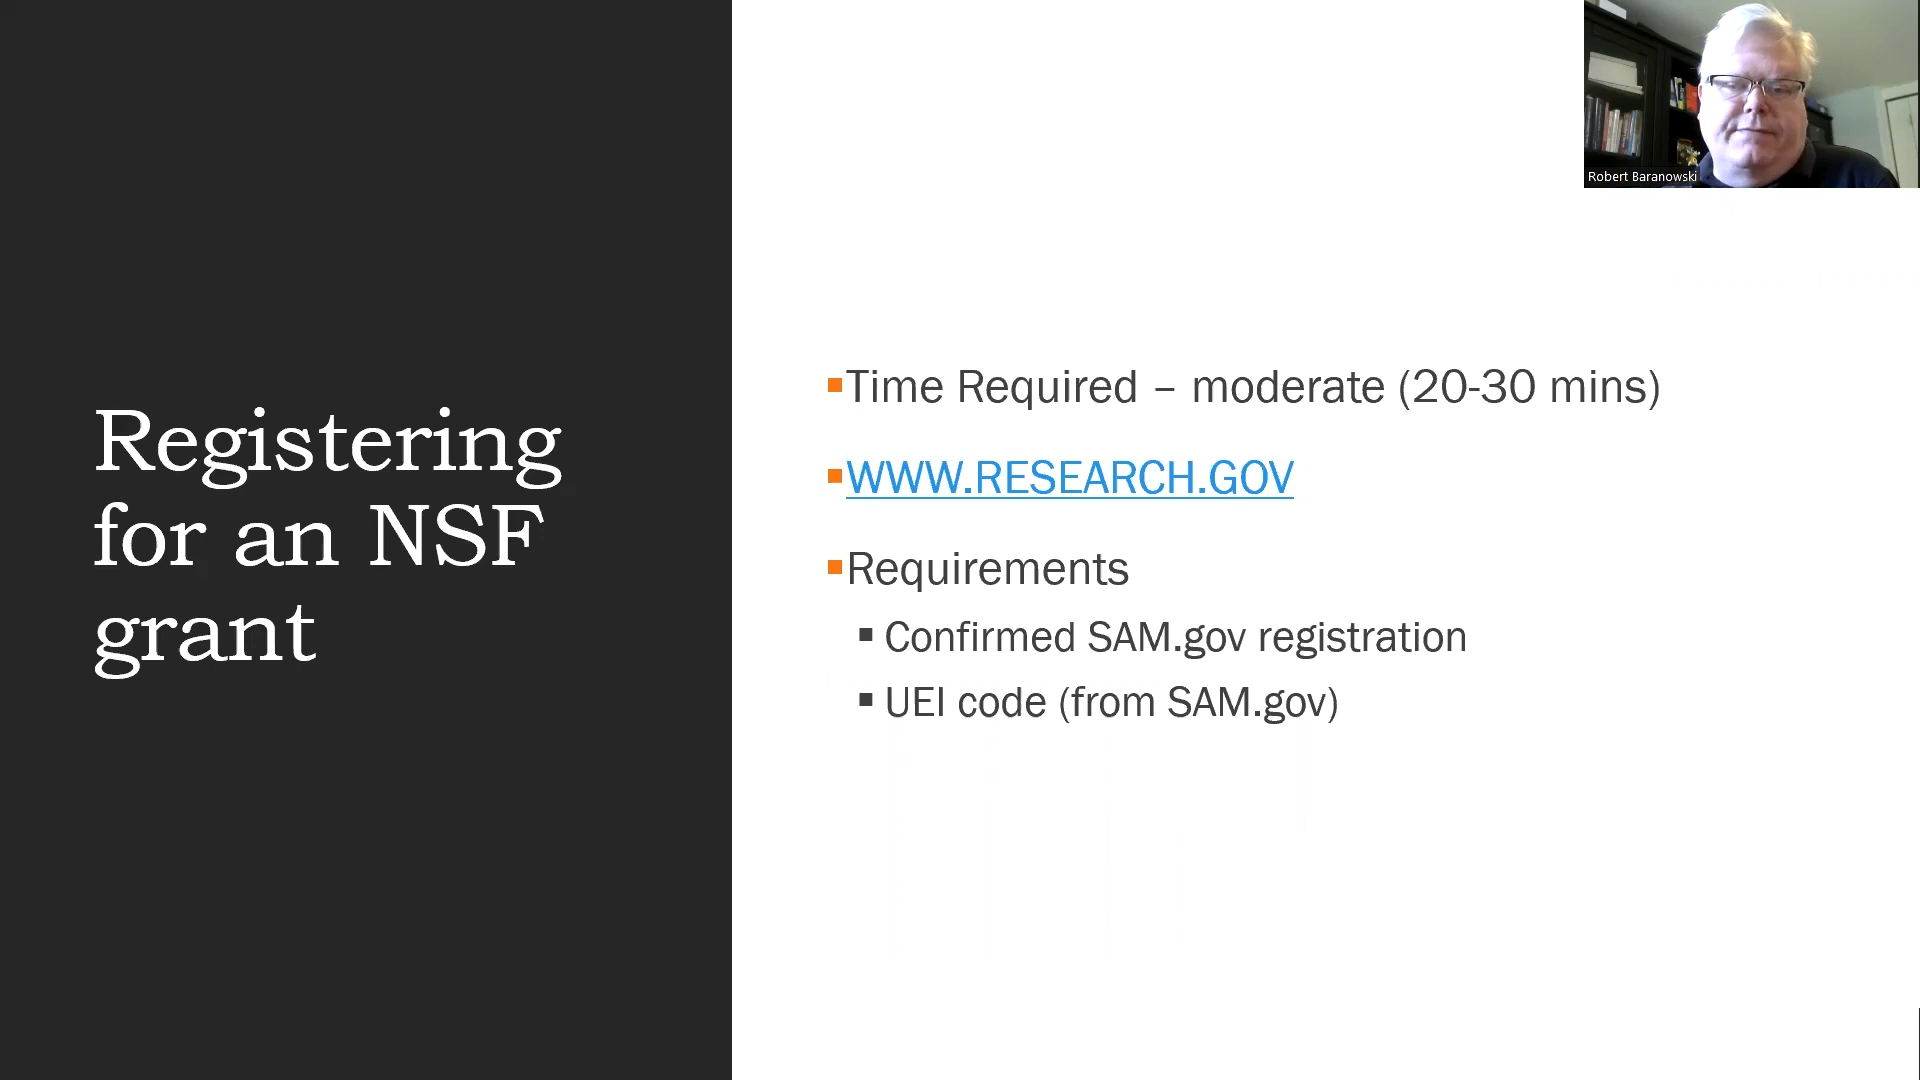 Registering
for an NSF
grant
Time Required – moderate (20-30 mins)
WWW.RESEARCH.GOV
Requirements
Confirmed SAM.gov registration
UEI code (from SAM.gov)
Robert Baranowski